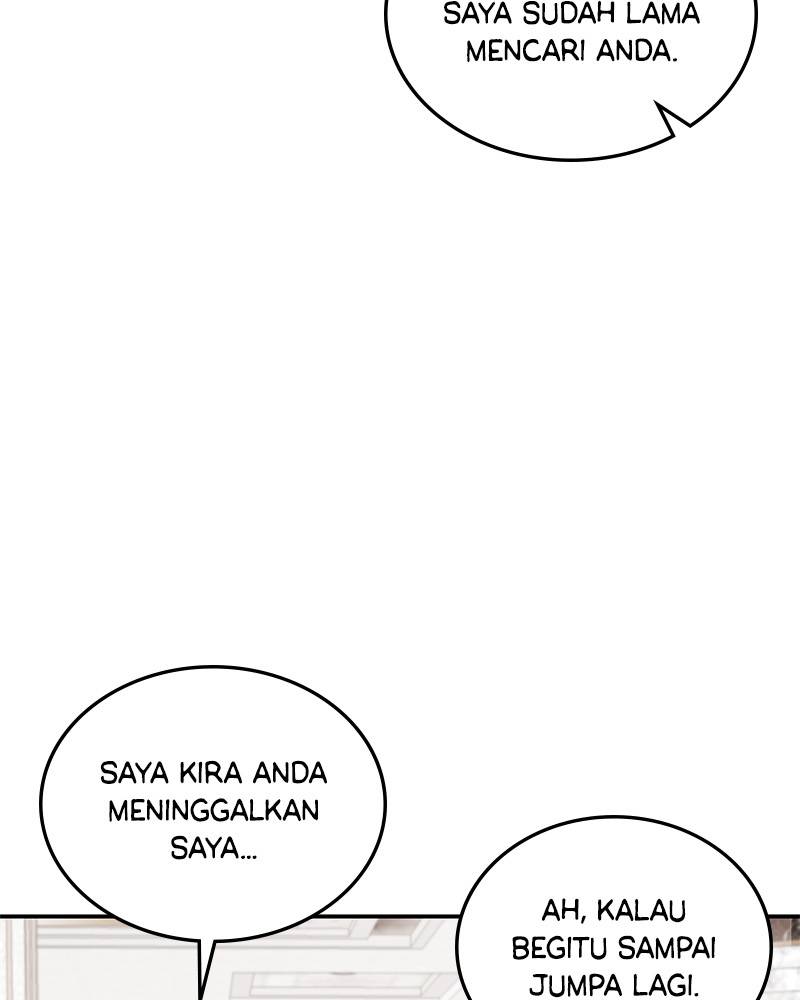 SAYA SUDAH LAMA
MENCARI ANDA.
SAYA KIRA ANDA
MENINGGALKAN
SAYA...
AH, KALAU
BEGITU SAMPAI
JUMPA LAGI.